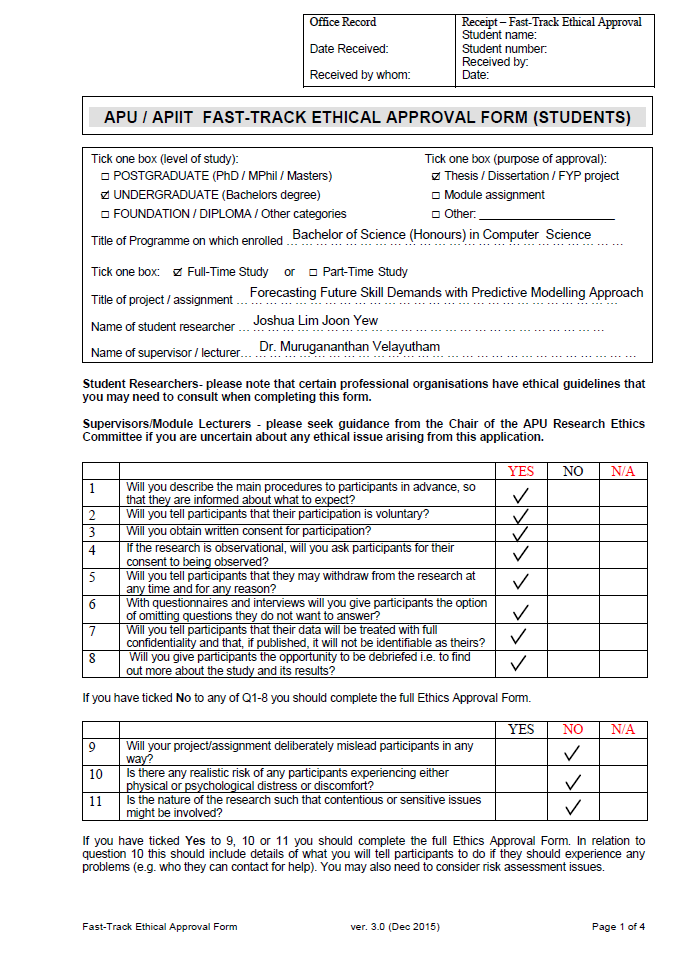 Office Record
Date Received:
Received by whom:
Receipt – Fast-Track Ethical Approval
Student name:
Student number:
Received by:
Date:
APU / APIIT FAST-TRACK ETHICAL APPROVAL FORM (STUDENTS)
Tick one box (level of study):
☐ POSTGRADUATE (PhD / MPhil / Masters)
☑ UNDERGRADUATE (Bachelors degree)
☐ FOUNDATION / DIPLOMA / Other categories
Tick one box (purpose of approval):
☑ Thesis / Dissertation / FYP project
☐ Module assignment
☐ Other: ____________________
Title of Programme on which enrolled Bachelor of Science (Honours) in Computer Science
Tick one box: ☑ Full-Time Study or ☐ Part-Time Study
Title of project / assignment Forecasting Future Skill Demands with Predictive Modelling Approach
Name of student researcher Joshua Lim Joon Yew
Name of supervisor / lecturer Dr. Murugananthan Velayutham
Student Researchers- please note that certain professional organisations have ethical guidelines that
you may need to consult when completing this form.
Supervisors/Module Lecturers - please seek guidance from the Chair of the APU Research Ethics
Committee if you are uncertain about any ethical issue arising from this application.
YES NO N/A
1 Will you describe the main procedures to participants in advance, so
that they are informed about what to expect? ✓
2 Will you tell participants that their participation is voluntary? ✓
3 Will you obtain written consent for participation? ✓
4 If the research is observational, will you ask participants for their
consent to being observed? ✓
5 Will you tell participants that they may withdraw from the research at
any time and for any reason? ✓
6 With questionnaires and interviews will you give participants the option
of omitting questions they do not want to answer? ✓
7 Will you tell participants that their data will be treated with full
confidentiality and that, if published, it will not be identifiable as theirs? ✓
8 Will you give participants the opportunity to be debriefed i.e. to find
out more about the study and its results? ✓
If you have ticked No to any of Q1-8 you should complete the full Ethics Approval Form.
YES NO N/A
9 Will your project/assignment deliberately mislead participants in any
way? ✓
10 Is there any realistic risk of any participants experiencing either
physical or psychological distress or discomfort? ✓
11 Is the nature of the research such that contentious or sensitive issues
might be involved? ✓
If you have ticked Yes to 9, 10 or 11 you should complete the full Ethics Approval Form. In relation to
question 10 this should include details of what you will tell participants to do if they should experience any
problems (e.g. who they can contact for help). You may also need to consider risk assessment issues.
Fast-Track Ethical Approval Form ver. 3.0 (Dec 2015) Page 1 of 4